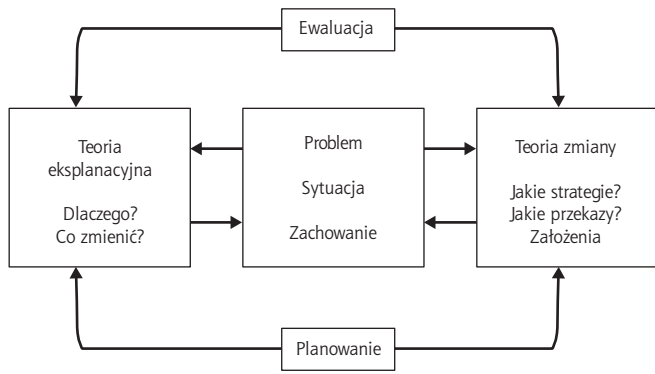 Ewaluacja
Teoria
eksplanacyjna
Dlaczego?
Co zmienić?
Problem
Sytuacja
Zachowanie
Teoria zmiany
Jakie strategie?
Jakie przekazy?
Założenia
Planowanie